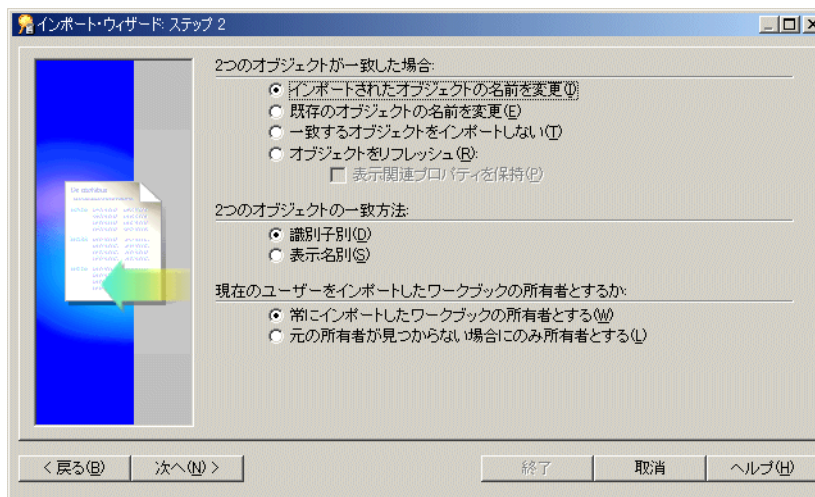 インポート・ウィザード: ステップ 2
2つのオブジェクトが一致した場合:
インポートされたオブジェクトの名前を変更(I)
既存のオブジェクトの名前を変更(E)
一致するオブジェクトをインポートしない(T)
オブジェクトをリフレッシュ(R):
表示関連プロパティを保持(P)
2つのオブジェクトの一致方法:
識別子別(D)
表示名別(S)
現在のユーザーをインポートしたワークブックの所有者とするか:
常にインポートしたワークブックの所有者とする(W)
元の所有者が見つからない場合にのみ所有者とする(L)
< 戻る(B)
次へ(N) >
終了
取消
ヘルプ(H)